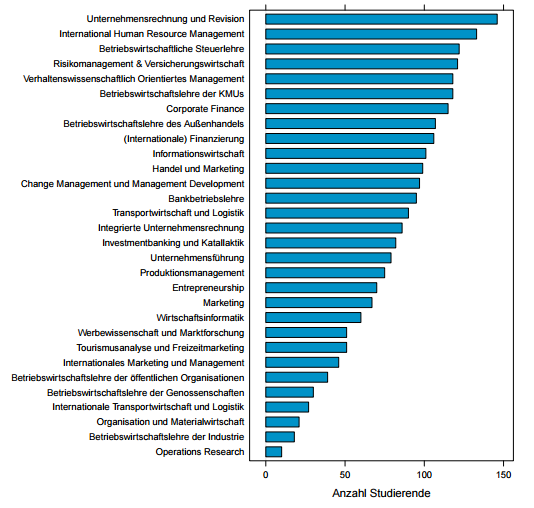 Unternehmensrechnung und Revision
International Human Resource Management
Betriebswirtschaftliche Steuerlehre
Risikomanagement & Versicherungswirtschaft
Verhaltenswissenschaftlich Orientiertes Management
Betriebswirtschaftslehre der KMUs
Corporate Finance
Betriebswirtschaftslehre des Außenhandels
(Internationale) Finanzierung
Informationswirtschaft
Handel und Marketing
Change Management und Management Development
Bankbetriebslehre
Transportwirtschaft und Logistik
Integrierte Unternehmensrechnung
Investmentbanking und Katallaktik
Unternehmensführung
Produktionsmanagement
Entrepreneurship
Marketing
Wirtschaftsinformatik
Werbewissenschaft und Marktforschung
Tourismusanalyse und Freizeitmarketing
Internationales Marketing und Management
Betriebswirtschaftslehre der öffentlichen Organisationen
Betriebswirtschaftslehre der Genossenschaften
Internationale Transportwirtschaft und Logistik
Organisation und Materialwirtschaft
Betriebswirtschaftslehre der Industrie
Operations Research
0 50 100 150
Anzahl Studierende